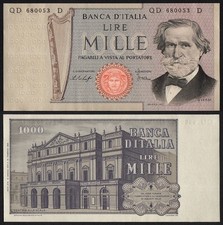 BANCA D'ITALIA
QD 680053 D
QD 680053 D
LIRE
MILLE
PAGABILI A VISTA AL PORTATORE
1000
BANCA
D'ITALIA
LIRE
MILLE